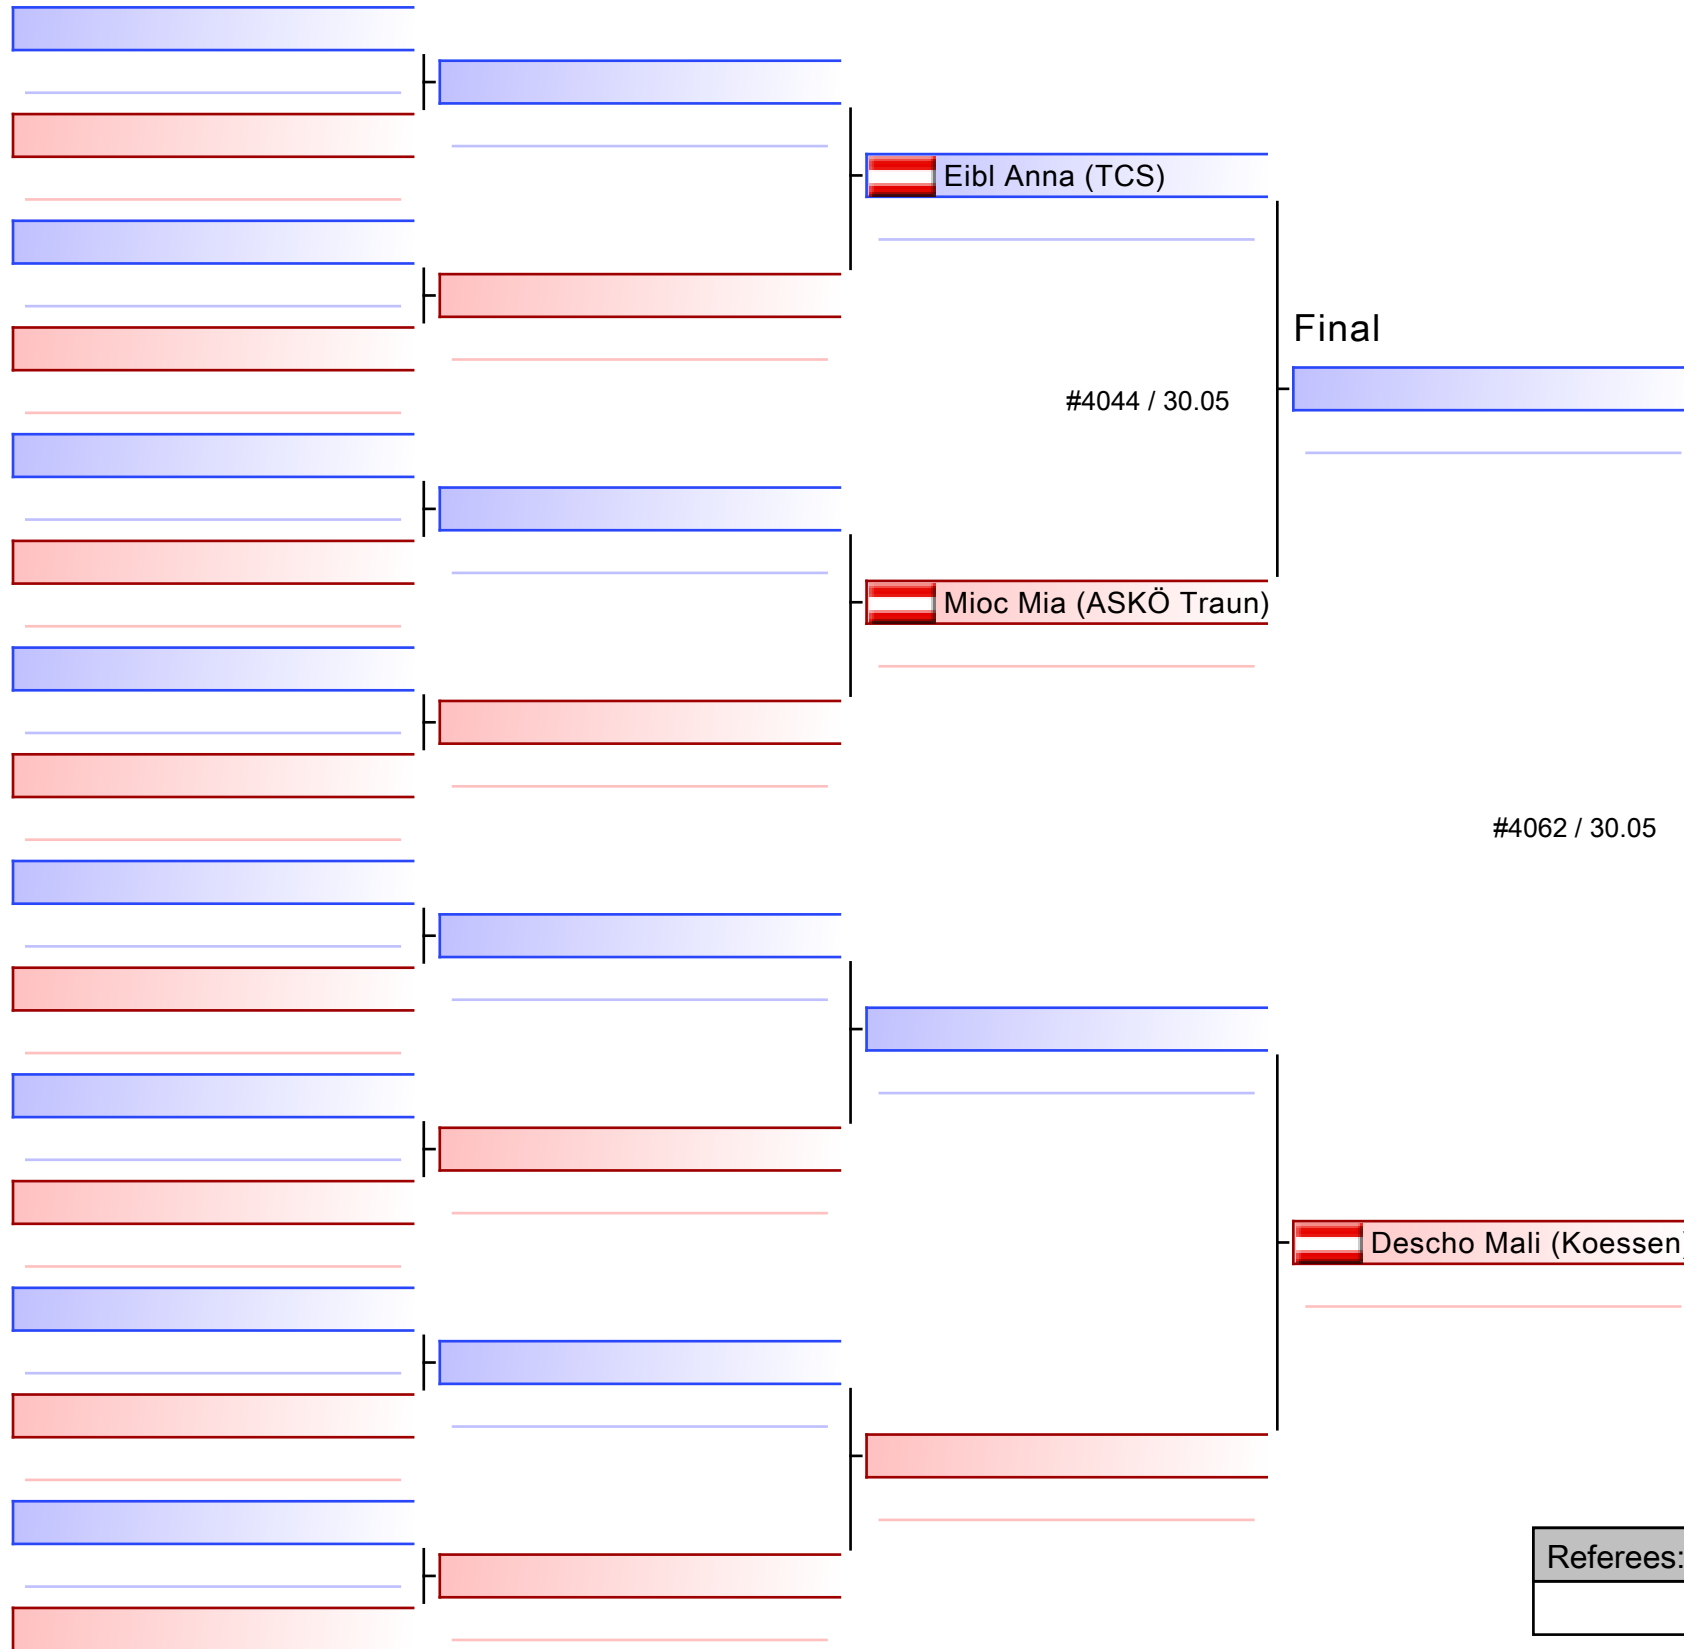 Eibl Anna (TCS)
Final
#4044 / 30.05
Mioc Mia (ASKÖ Traun)
#4062 / 30.05
Descho Mali (Koessen)
Referees: